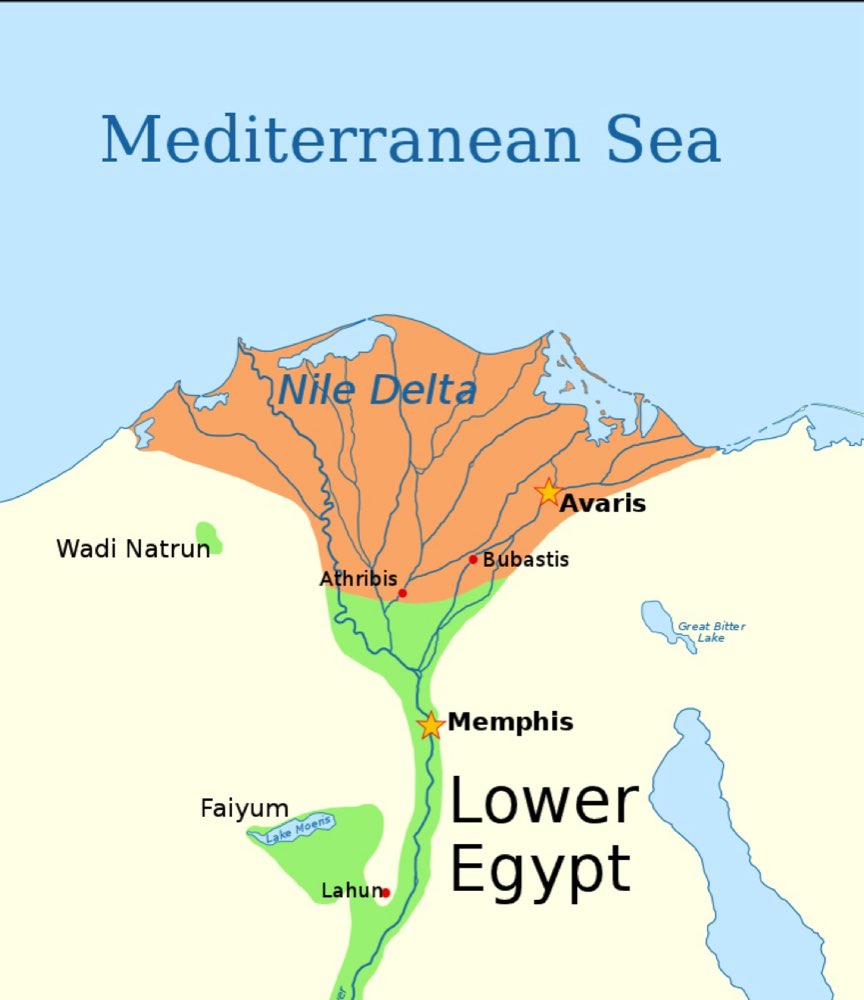 Mediterranean Sea
Nile Delta
Avaris
Wadi Natrun
Bubastis
Athribis
Great Bitter
Lake
Memphis
Lower
Egypt
Faiyum
Lake Moeris
Lahun